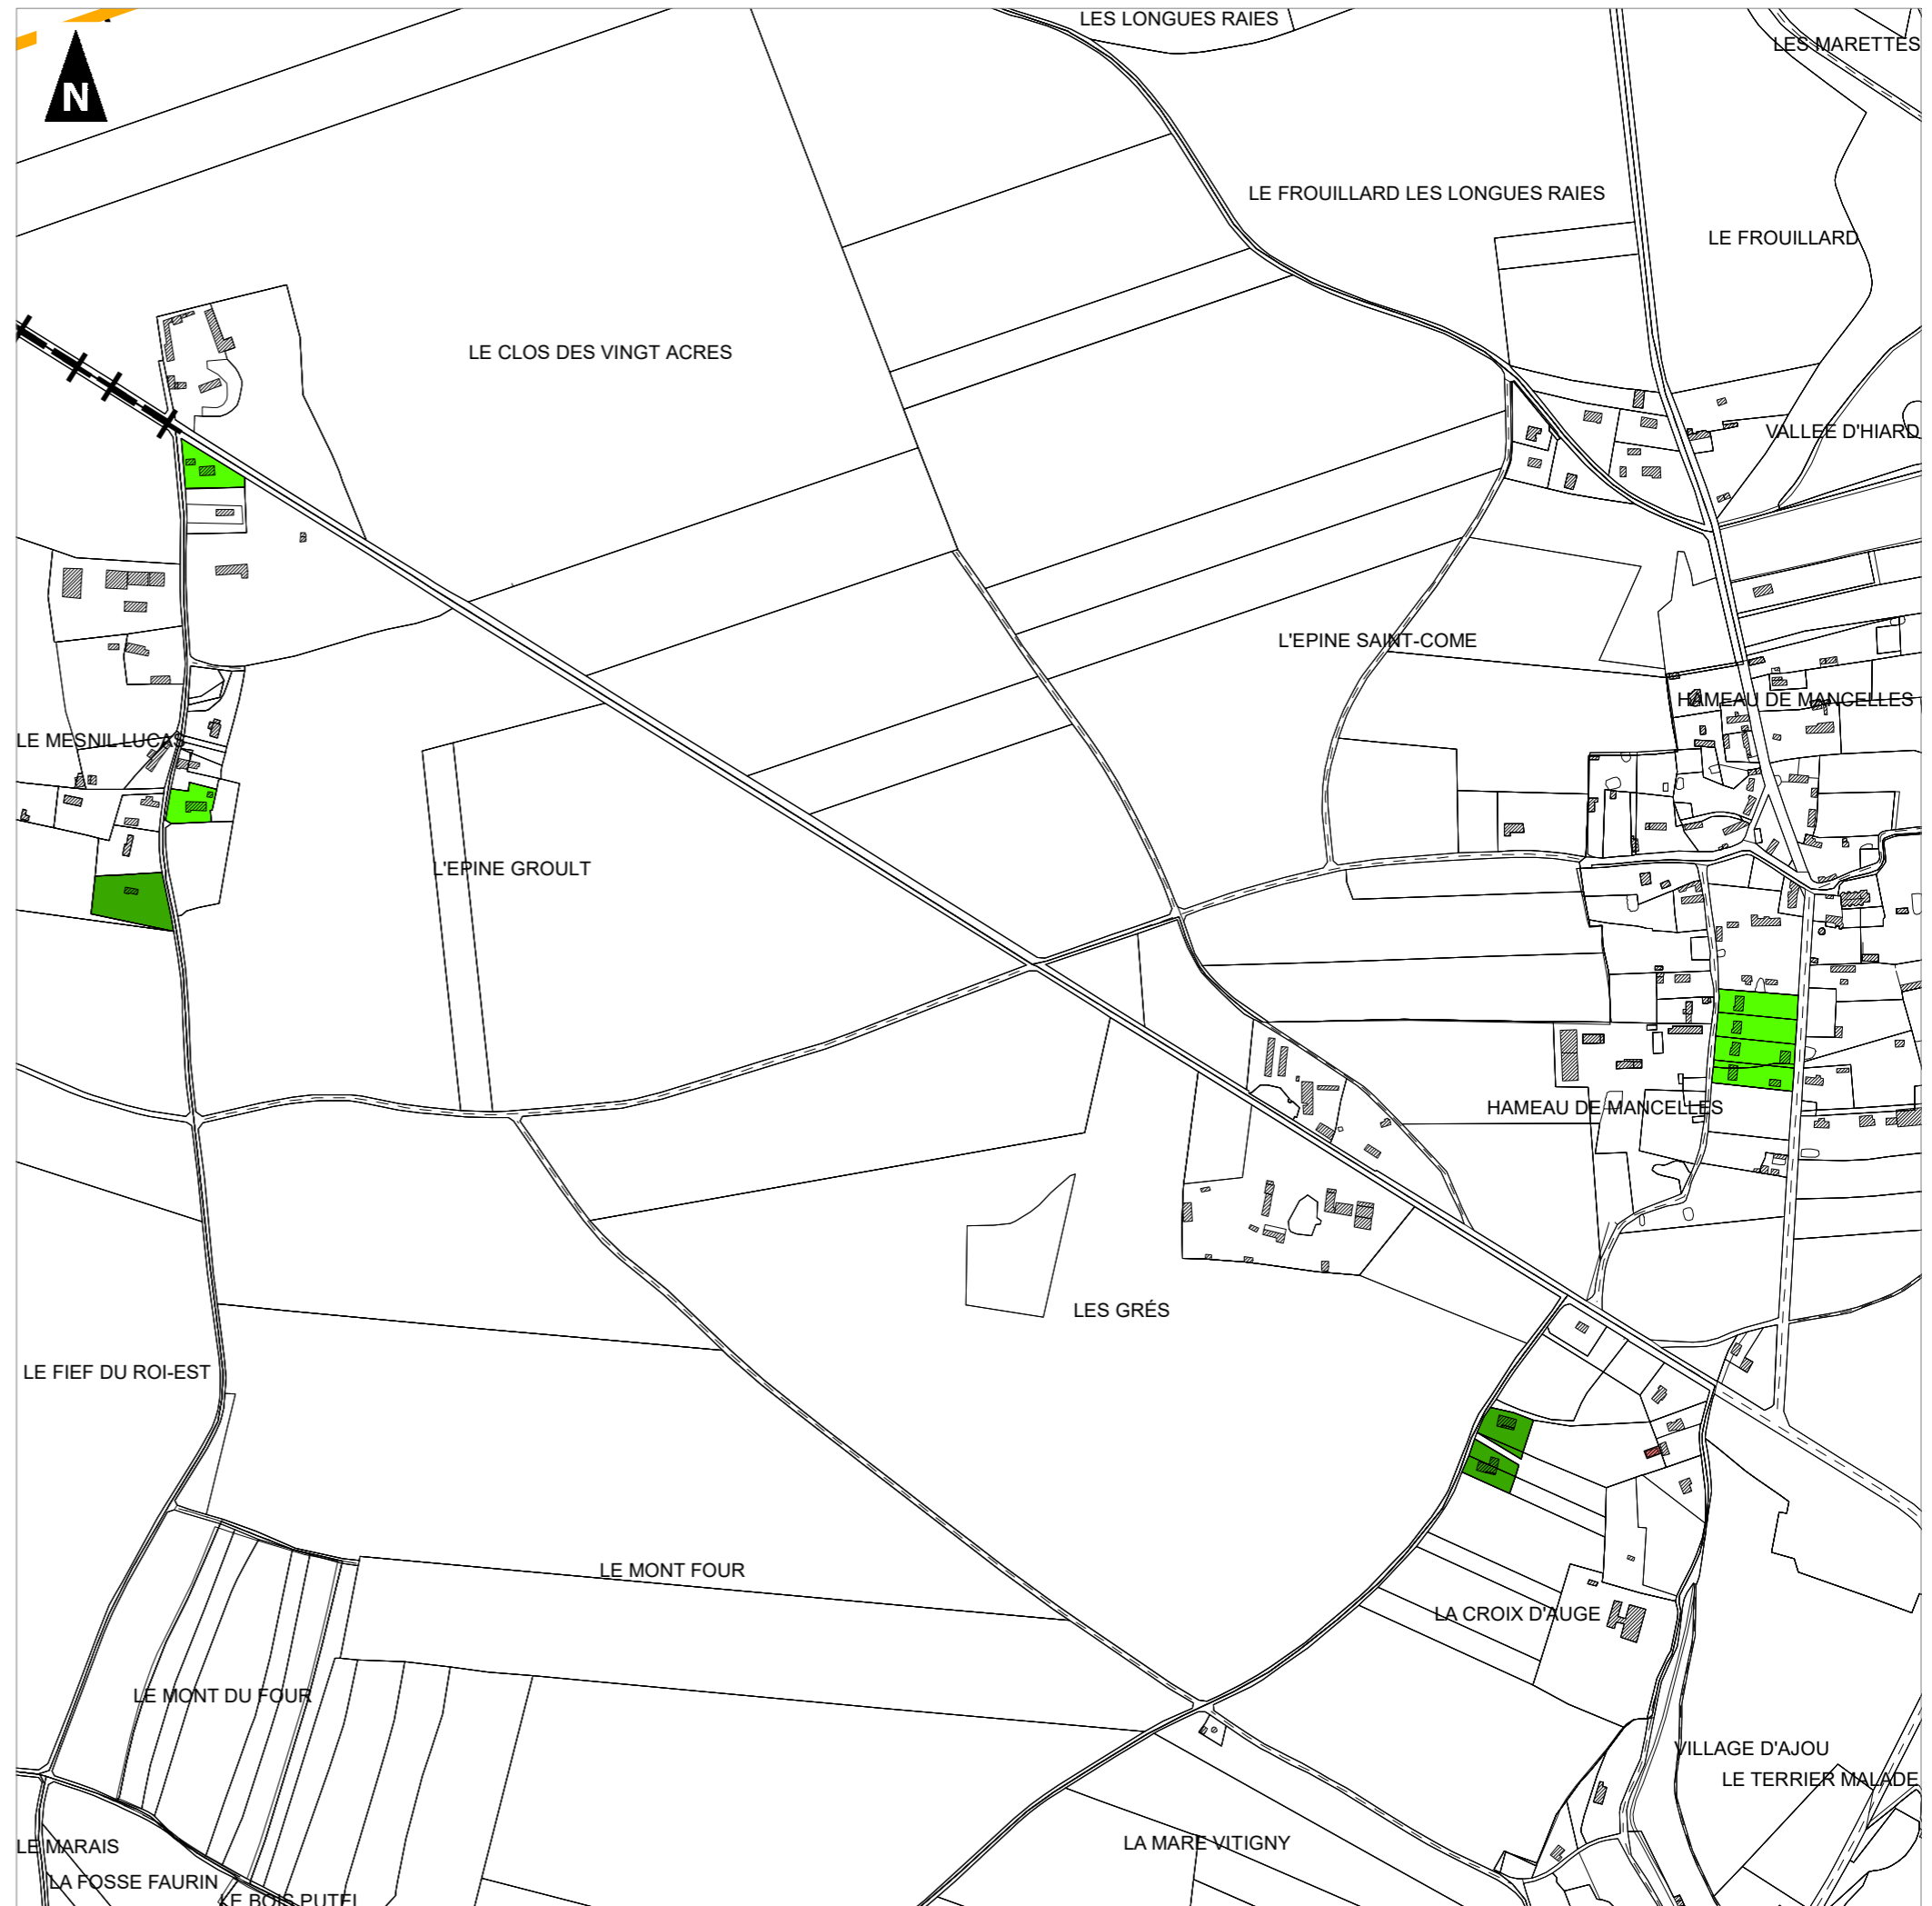 LES LONGUES RAIES
LES MARETTES
N
LE FROUILLARD LES LONGUES RAIES
LE FROUILLARD
LE CLOS DES VINGT ACRES
VALLEE D'HIARD
L'EPINE SAINT-COME
HAMEAU DE MANCELLES
LE MESNIL LUCAS
L'EPINE GROULT
HAMEAU DE MANCELLES
LES GRÉS
LE FIEF DU ROI-EST
LE MONT FOUR
LA CROIX D'AUGE
LE MONT DU FOUR
VILLAGE D'AJOU
LE TERRIER MALADE
LE MARAIS
LA MARE VITIGNY
LA FOSSE FAURIN
LE BOIS PUTEL